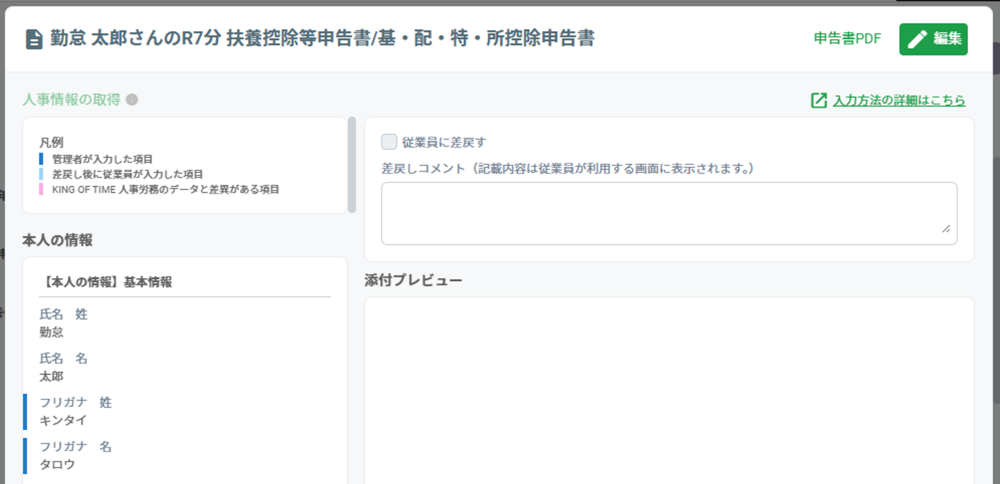 勤怠 太郎さんのR7分 扶養控除等申告書/基・配・特・所控除申告書
申告書PDF
編集
人事情報の取得
入力方法の詳細はこちら
凡例
管理者が入力した項目
差戻し後に従業員が入力した項目
KING OF TIME 人事労務のデータと差異がある項目
従業員に差戻す
差戻しコメント（記載内容は従業員が利用する画面に表示されます。）
本人の情報
【本人の情報】基本情報
氏名　姓
勤怠
氏名　名
太郎
フリガナ　姓
キンタイ
フリガナ　名
タロウ
添付プレビュー